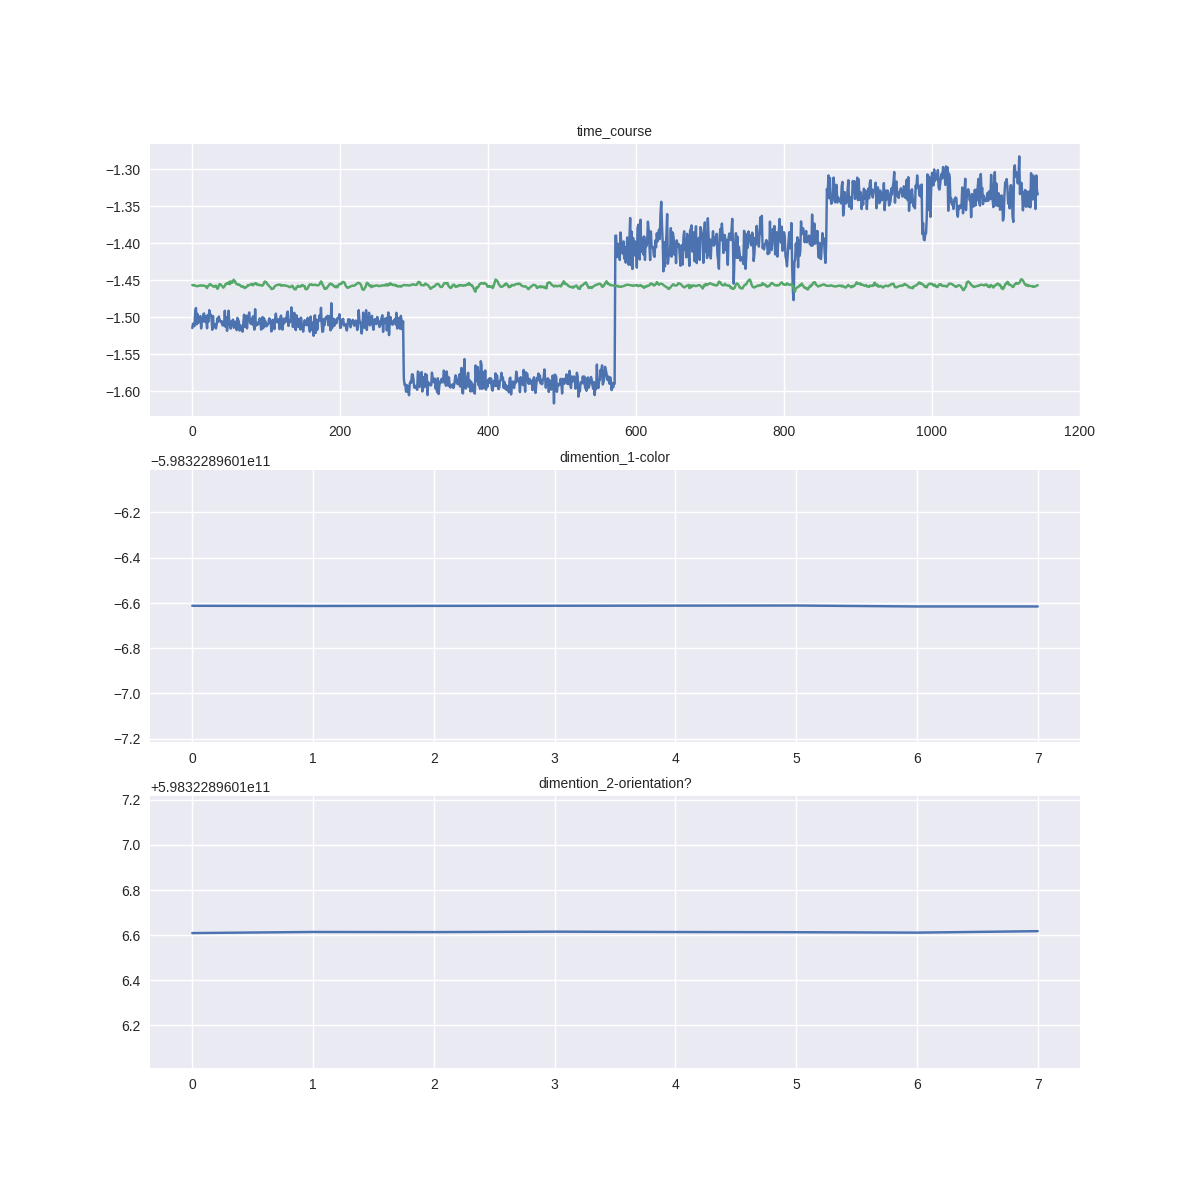 time_course
−1.30
−1.35
−1.40
−1.45
−1.50
−1.55
−1.60
0 200 400 600 800 1000 1200
−5.9832289601e11
dimention_1-color
−6.2
−6.4
−6.6
−6.8
−7.0
−7.2
0 1 2 3 4 5 6 7
+5.9832289601e11
dimention_2-orientation?
7.2
7.0
6.8
6.6
6.4
6.2
0 1 2 3 4 5 6 7